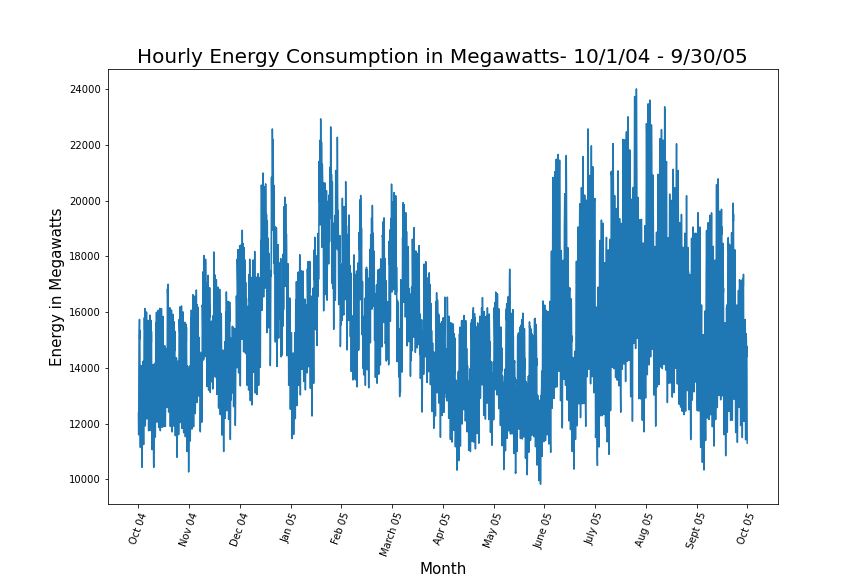 Hourly Energy Consumption in Megawatts- 10/1/04 - 9/30/05
Energy in Megawatts
24000
22000
20000
18000
16000
14000
12000
10000
Oct 04
Nov 04
Dec 04
Jan 05
Feb 05
March 05
Apr 05
May 05
June 05
July 05
Aug 05
Sept 05
Oct 05
Month